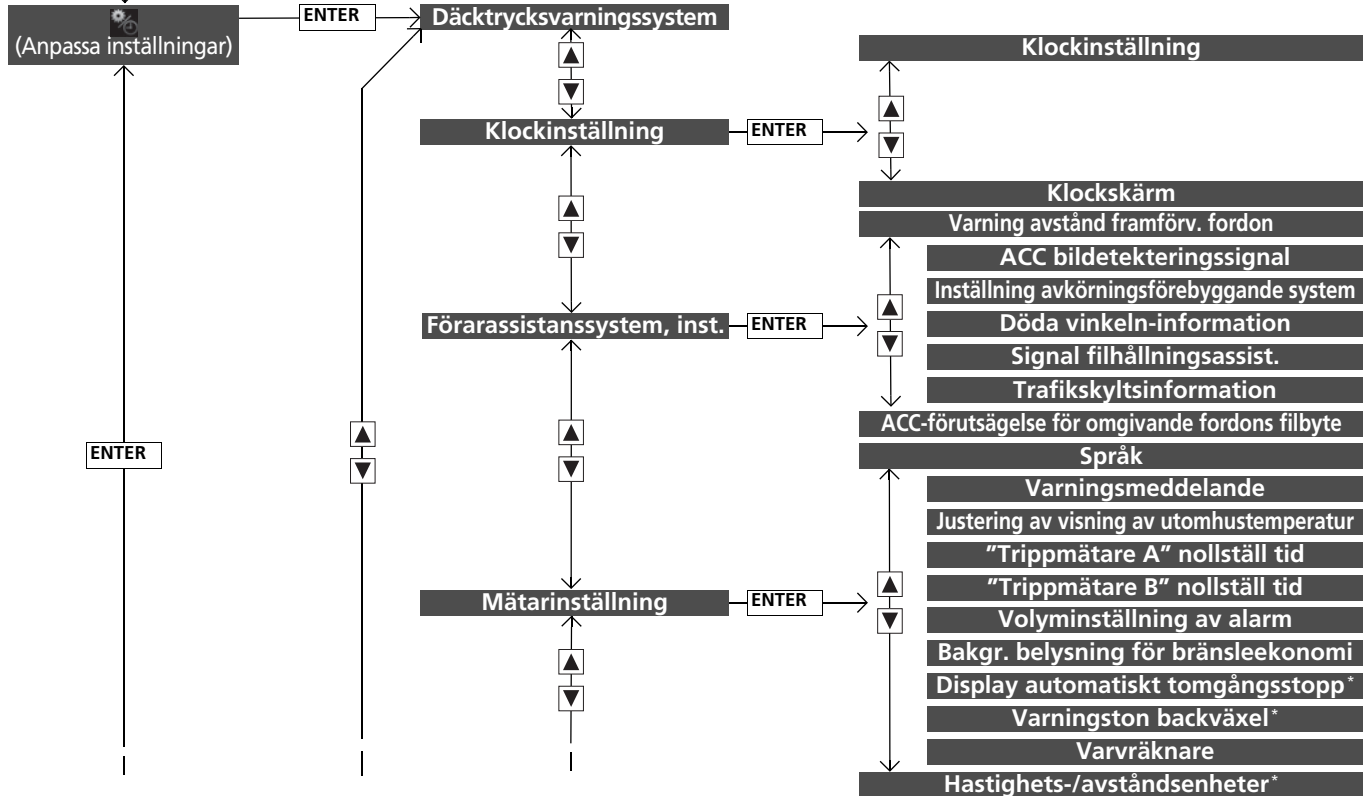 ENTER
Däcktrycksvarningssystem
(Anpassa inställningar)
Klockinställning
▲
▼
Klockinställning
ENTER
▲
▼
Klockskärm
Varning avstånd framförv. fordon
▲
▼
ACC bildetekteringssignal
Inställning avkörningsförebyggande system
Förarassistanssystem, inst.
ENTER
▲
▼
Döda vinkeln-information
Signal filhållningsassist.
Trafikskyltsinformation
ACC-förutsägelse för omgivande fordons filbyte
ENTER
▲
▼
▲
▼
Språk
Varningsmeddelande
Justering av visning av utomhustemperatur
"Trippmätare A" nollställ tid
Mätarinställning
ENTER
▲
▼
"Trippmätare B" nollställ tid
Volyminställning av alarm
▲
▼
Bakgr. belysning för bränsleekonomi
Display automatiskt tomgångsstopp*
Varningston backväxel*
Varvräknare
Hastighets-/avståndsenheter*